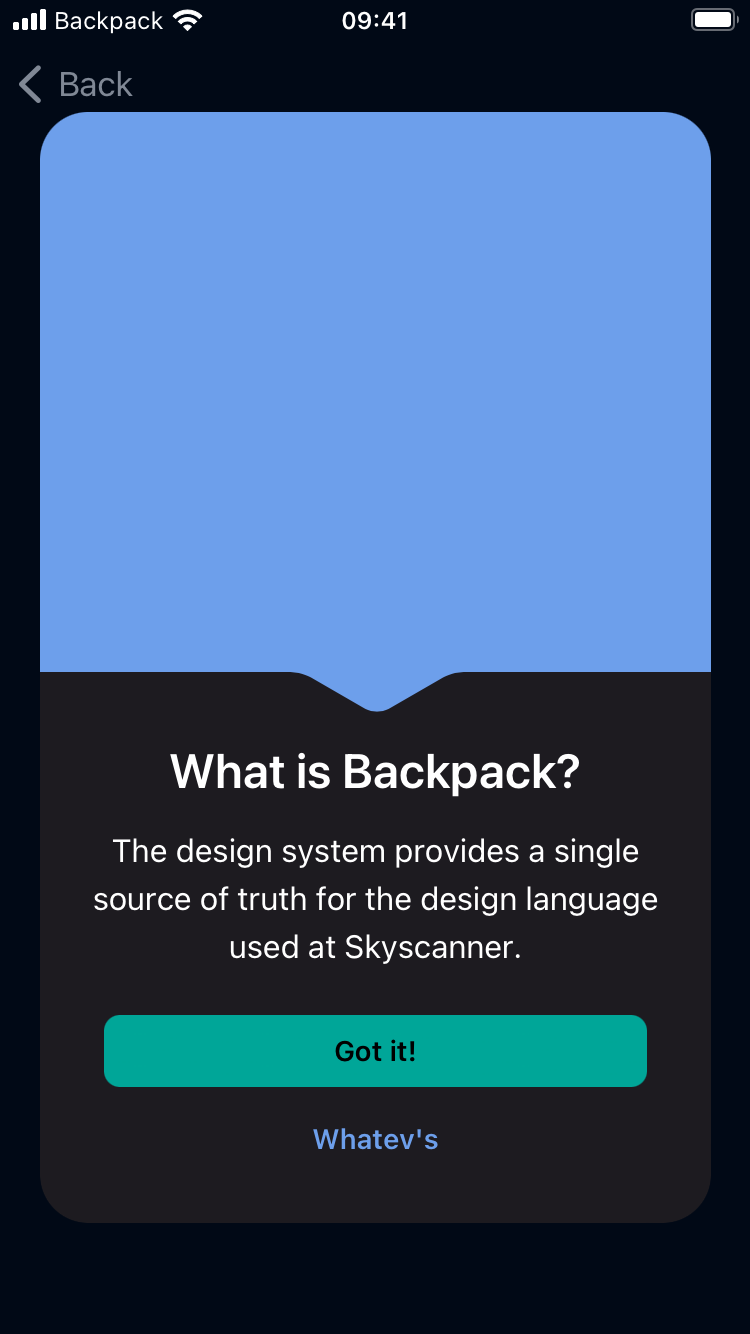 Backpack 09:41
Back
What is Backpack?
The design system provides a single
source of truth for the design language
used at Skyscanner.
Got it!
Whatev's